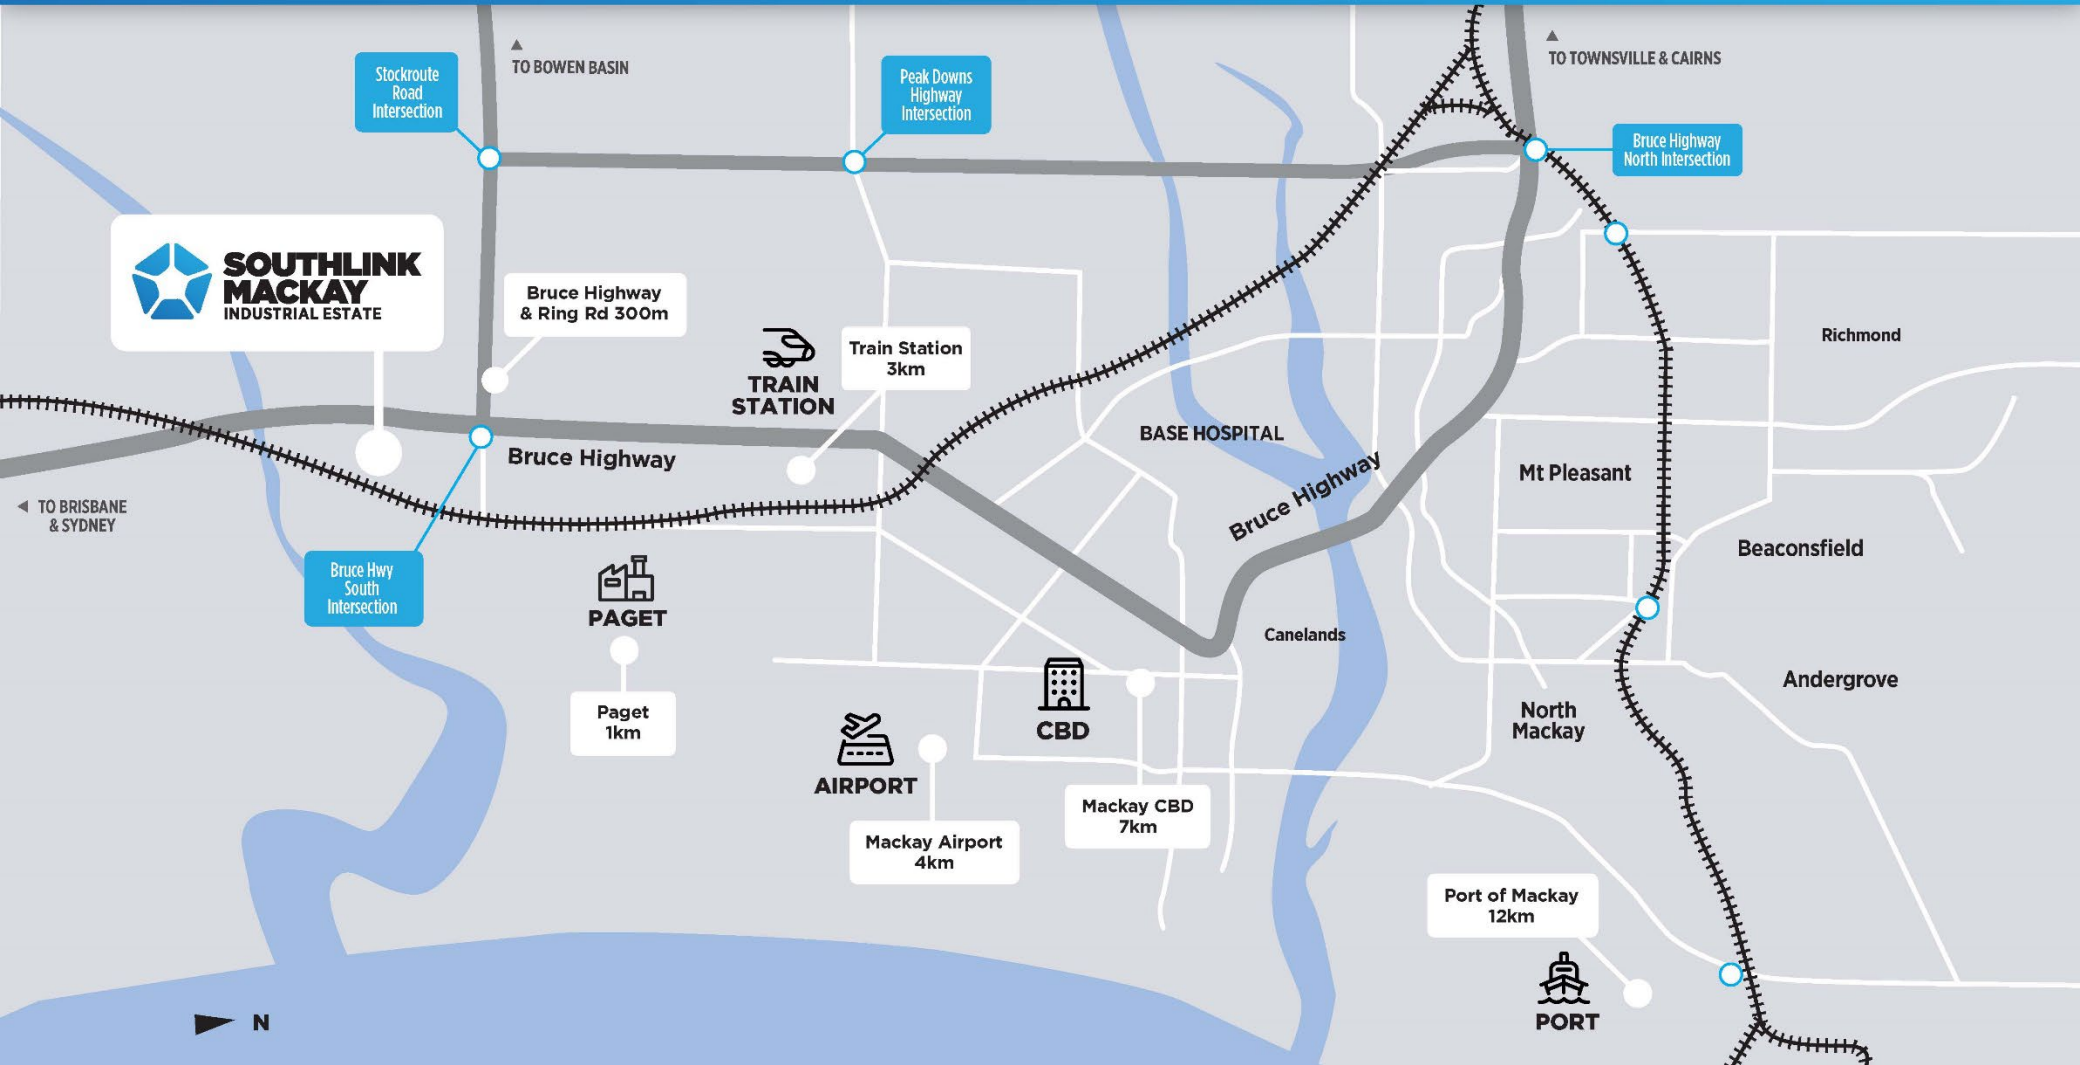 TO BOWEN BASIN
TO TOWNSVILLE & CAIRNS
Stockroute
Road
Intersection
Peak Downs
Highway
Intersection
Bruce Highway
North Intersection
SOUTHLINK
MACKAY
INDUSTRIAL ESTATE
Bruce Highway
& Ring Rd 300m
Train Station
3km
TRAIN
STATION
Richmond
BASE HOSPITAL
Bruce Highway
Bruce Highway
Mt Pleasant
TO BRISBANE
& SYDNEY
Beaconsfield
Bruce Hwy
South
Intersection
PAGET
Canelands
Andergrove
Paget
1km
CBD
North
Mackay
AIRPORT
Mackay CBD
7km
Mackay Airport
4km
Port of Mackay
12km
PORT
N